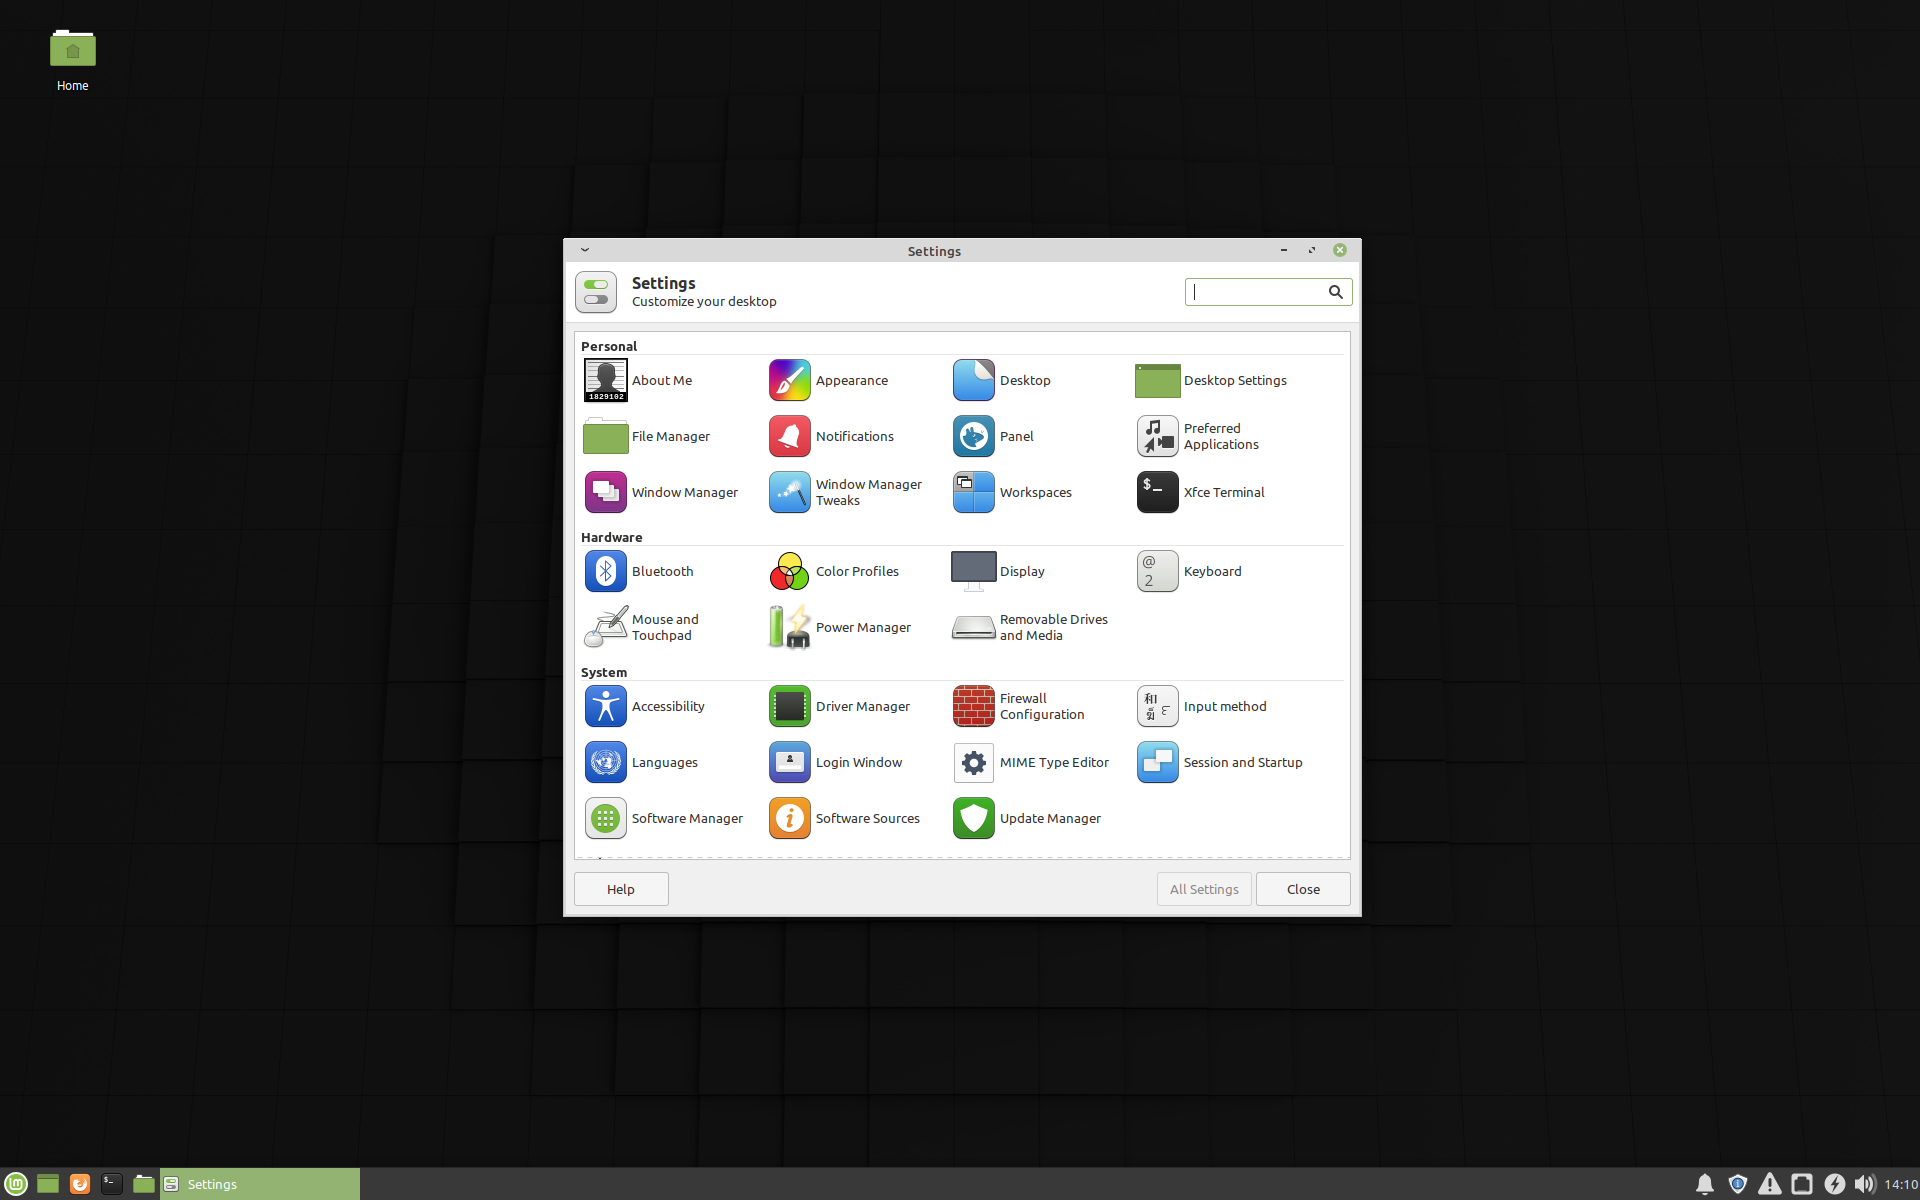 Home
Settings
Settings
Customize your desktop
Personal
1829102
About Me
Appearance
Desktop
Desktop Settings
File Manager
Notifications
Panel
Preferred
Applications
Window Manager
Window Manager
Tweaks
Workspaces
$_
Xfce Terminal
Hardware
Bluetooth
Color Profiles
Display
@
2
Keyboard
Mouse and
Touchpad
Power Manager
Removable Drives
and Media
System
Accessibility
Driver Manager
Firewall
Configuration
Input method
Languages
Login Window
MIME Type Editor
Session and Startup
Software Manager
Software Sources
Update Manager
Help
All Settings
Close
Settings
14:10